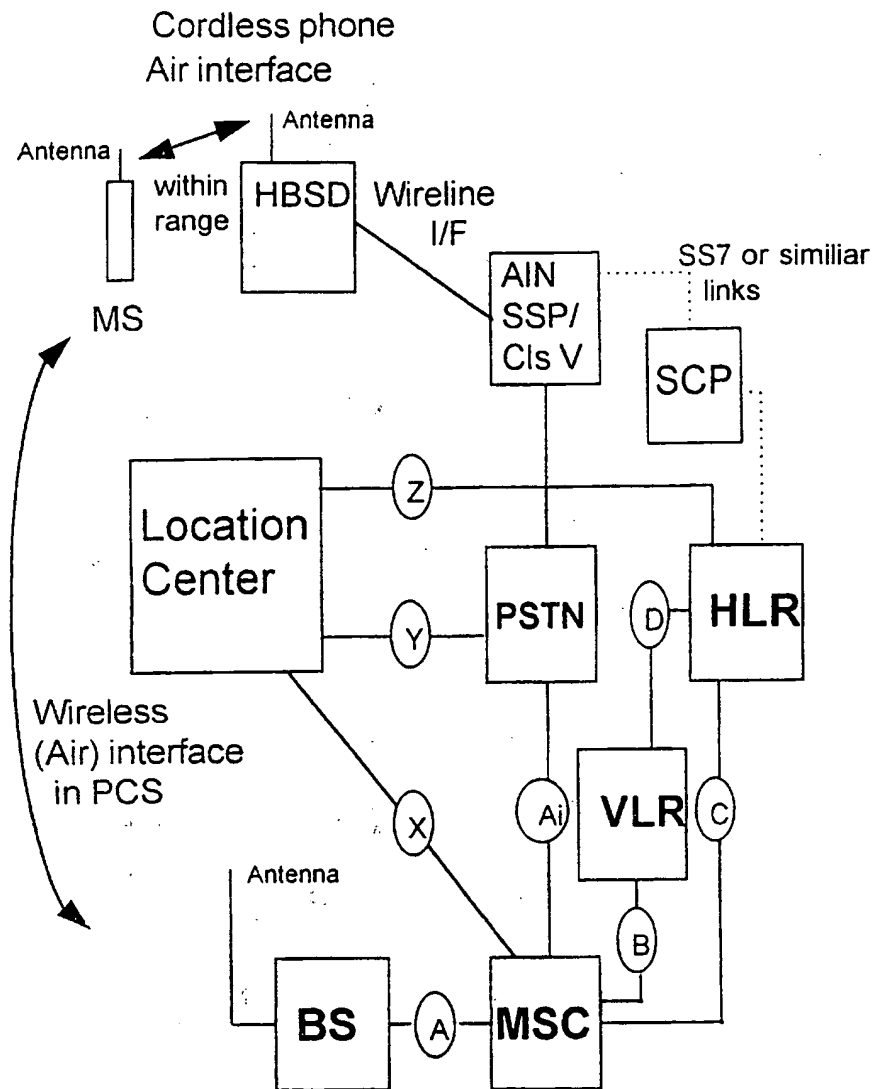 Cordless phone
Air interface
Antenna
Antenna
within
range
HBSD
Wireline
I/F
MS
AIN
SSP/
Cls V
SS7 or similiar
links
SCP
Location
Center
Z
Y
PSTN
D
HLR
Wireless
(Air) interface
in PCS
X
Ai
VLR
C
Antenna
B
BS
A
MSC